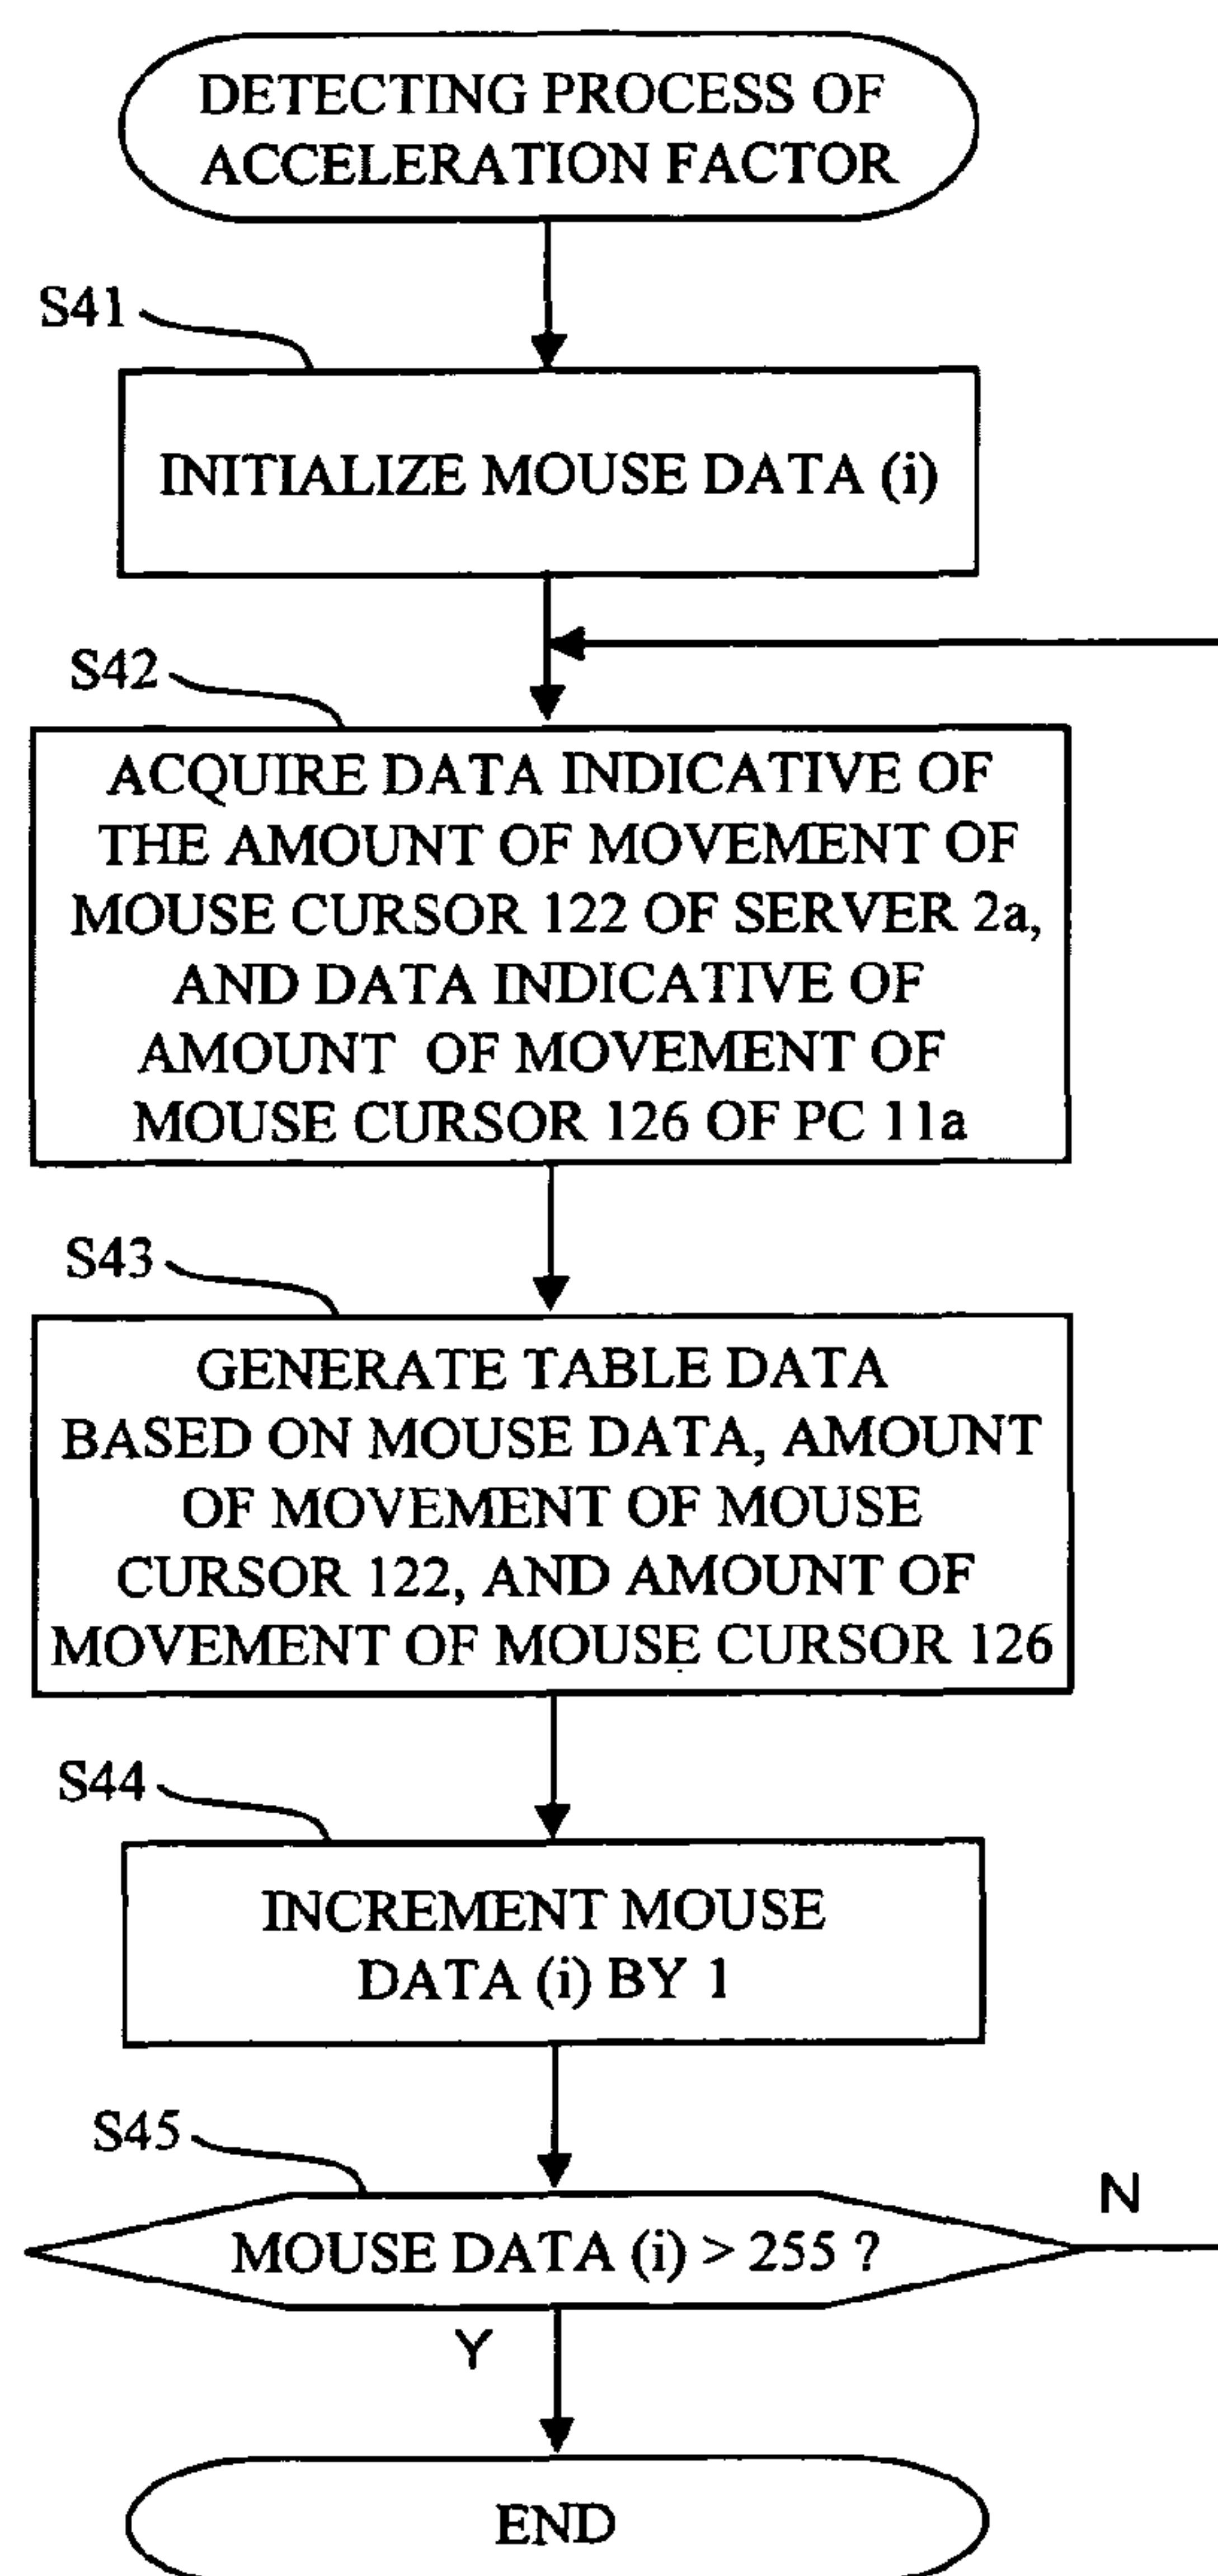 DETECTING PROCESS OF
ACCELERATION FACTOR
S41
INITIALIZE MOUSE DATA (i)
S42
ACQUIRE DATA INDICATIVE OF
THE AMOUNT OF MOVEMENT OF
MOUSE CURSOR 122 OF SERVER 2a,
AND DATA INDICATIVE OF
AMOUNT OF MOVEMENT OF
MOUSE CURSOR 126 OF PC 11a
S43
GENERATE TABLE DATA
BASED ON MOUSE DATA, AMOUNT
OF MOVEMENT OF MOUSE
CURSOR 122, AND AMOUNT OF
MOVEMENT OF MOUSE CURSOR 126
S44
INCREMENT MOUSE
DATA (i) BY 1
S45
MOUSE DATA (i) > 255 ?
N
Y
END